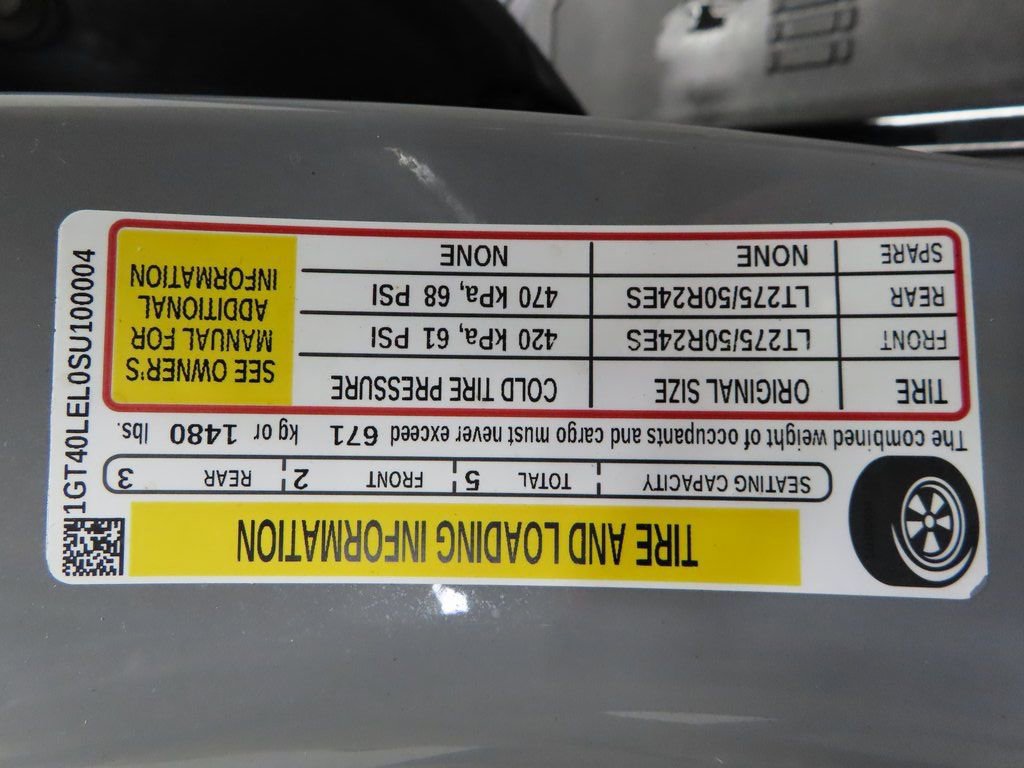 TIRE AND LOADING INFORMATION
SEATING CAPACITY TOTAL 5 FRONT 2 REAR 3
The combined weight of occupants and cargo must never exceed 671 kg or 1480 lbs.
TIRE ORIGINAL SIZE COLD TIRE PRESSURE
FRONT LT275/50R24ES 420 kPa, 61 PSI
REAR LT275/50R24ES 470 kPa, 68 PSI
SPARE NONE NONE
SEE OWNER'S
MANUAL FOR
ADDITIONAL
INFORMATION
1GT40LEL0SU100004